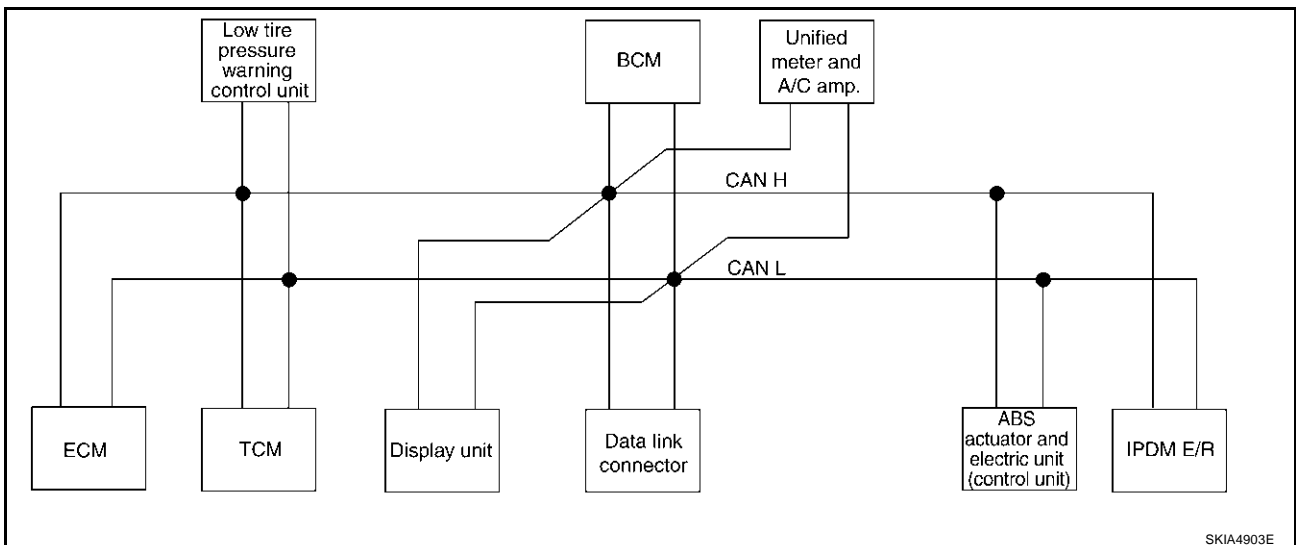 Low tire
pressure
warning
control unit
BCM
Unified
meter and
A/C amp.
CAN H
CAN L
ECM
TCM
Display unit
Data link
connector
ABS
actuator and
electric unit
(control unit)
IPDM E/R
SKIA4903E